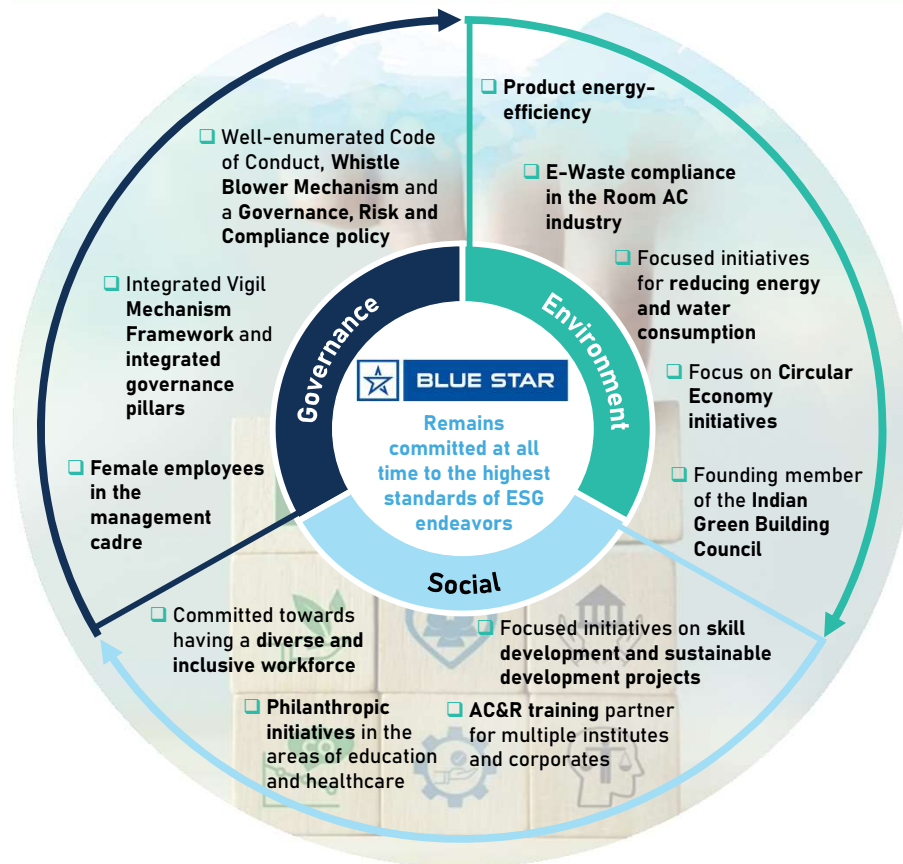 Product energy-
efficiency
E-Waste compliance
in the Room AC
industry
Focused initiatives
for reducing energy
and water
consumption
Focus on Circular
Economy
initiatives
Founding member
of the Indian
Green Building
Council
Well-enumerated Code
of Conduct, Whistle
Blower Mechanism and
a Governance, Risk and
Compliance policy
Integrated Vigil
Mechanism
Framework and
integrated
governance
pillars
Female employees
in the
management
cadre
Governance
Environment
Social
BLUE STAR
Remains
committed at all
time to the highest
standards of ESG
endeavors
Committed towards
having a diverse and
inclusive workforce
Philanthropic
initiatives in the
areas of education
and healthcare
Focused initiatives on skill
development and sustainable
development projects
AC&R training partner
for multiple institutes
and corporates